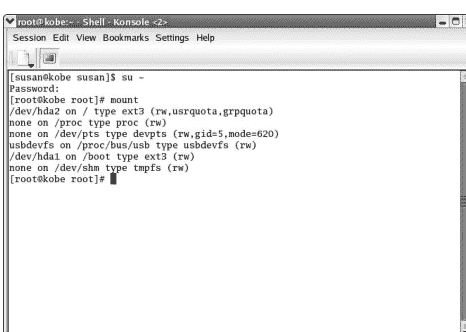 root@kobe:~ - Shell - Konsole <2>
Session Edit View Bookmarks Settings Help
[susan@kobe susan]$ su -
Password:
[root@kobe root]# mount
/dev/hda2 on / type ext3 (rw,usrquota,grpquota)
none on /proc type proc (rw)
none on /dev/pts type devpts (rw,gid=5,mode=620)
usbdevfs on /proc/bus/usb type usbdevfs (rw)
/dev/hda1 on /boot type ext3 (rw)
none on /dev/shm type tmpfs (rw)
[root@kobe root]#